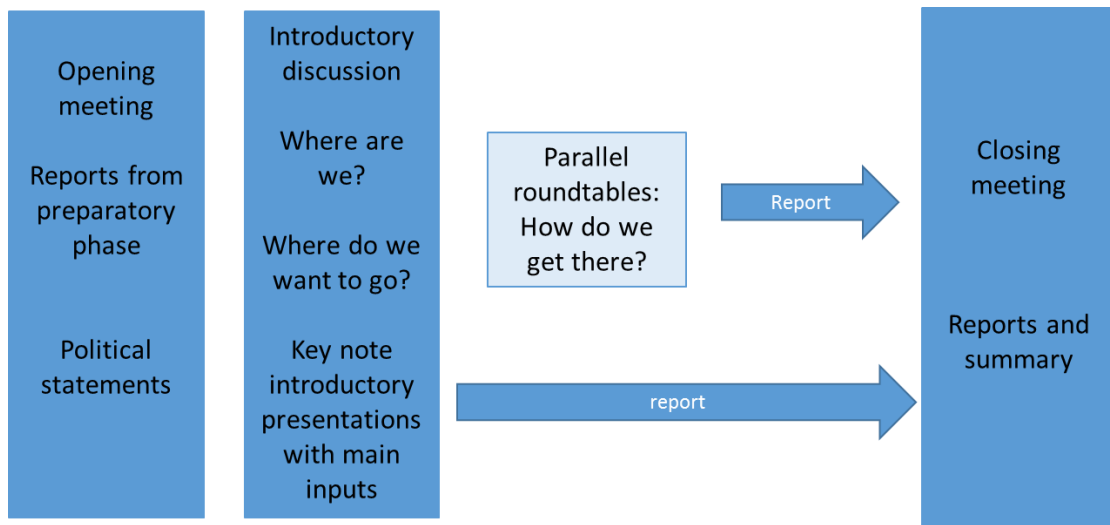 Opening
meeting
Reports from
preparatory
phase
Political
statements
Introductory
discussion
Where are
we?
Where do we
want to go?
Key note
introductory
presentations
with main
inputs
Parallel
roundtables:
How do we
get there?
Report
report
Closing
meeting
Reports and
summary